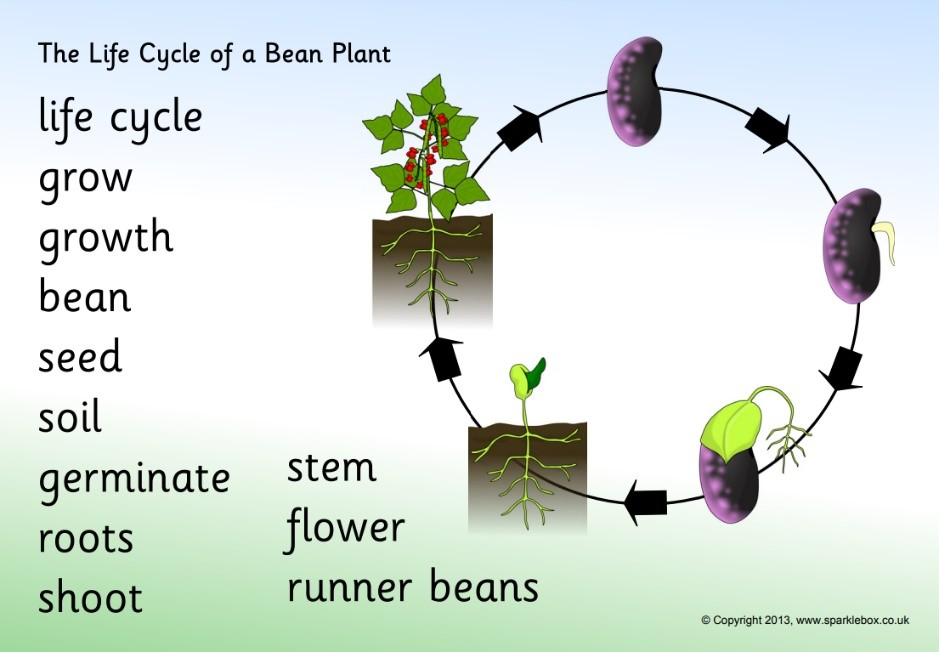 The Life Cycle of a Bean Plant
life cycle
grow
growth
bean
seed
soil
germinate
roots
shoot
stem
flower
runner beans
© Copyright 2013, www.sparklebox.co.uk